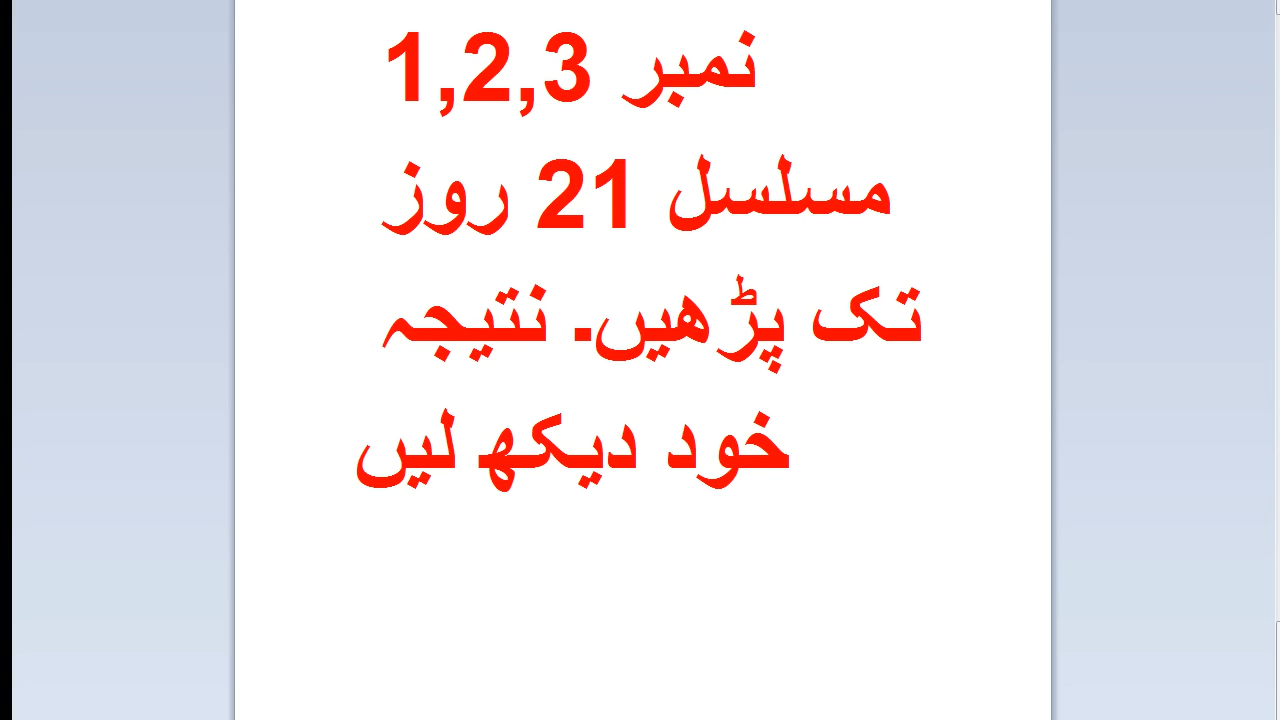 نمبر 1,2,3
مسلسل 21 روز
تک پڑھیں۔ نتیجہ
خود دیکھ لیں